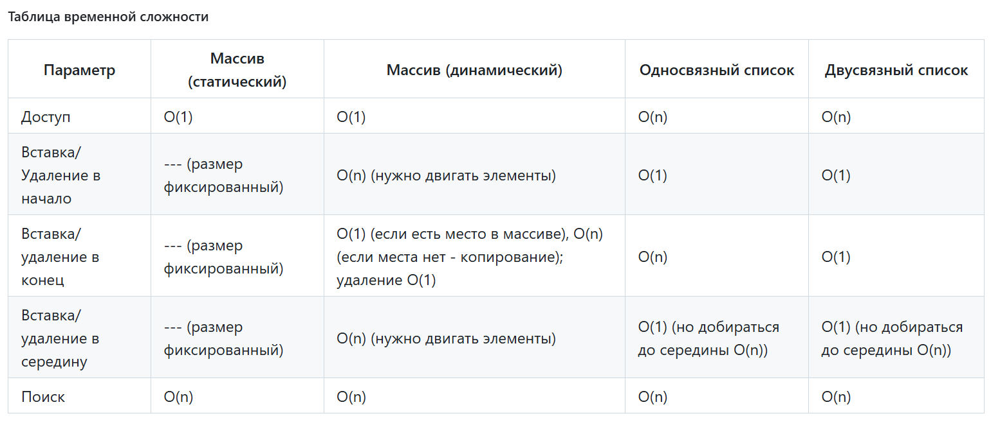 Таблица временной сложности
Параметр
Массив
(статический)
Массив (динамический)
Односвязный список
Двусвязный список
Доступ
O(1)
O(1)
O(n)
O(n)
Вставка/
Удаление в
начало
--- (размер
фиксированный)
O(n) (нужно двигать элементы)
O(1)
O(1)
Вставка/
удаление в
конец
--- (размер
фиксированный)
O(1) (если есть место в массиве), O(n)
(если места нет - копирование);
удаление O(1)
O(n)
O(1)
Вставка/
удаление в
середину
--- (размер
фиксированный)
O(n) (нужно двигать элементы)
O(1) (но добираться
до середины O(n))
O(1) (но добираться
до середины O(n))
Поиск
O(n)
O(n)
O(n)
O(n)